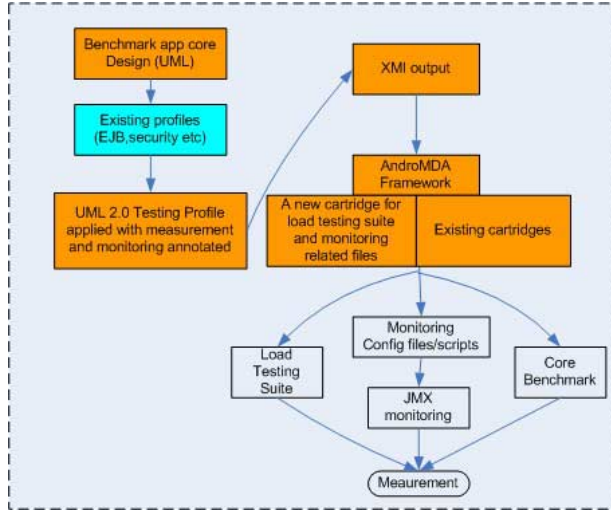 Benchmark app core
Design (UML)
Existing profiles
(EJB,security etc)
UML 2.0 Testing Profile
applied with measurement
and monitoring annotated
XMI output
AndroMDA
Framework
A new cartridge for
load testing suite
and monitoring
related files
Existing cartridges
Load
Testing
Suite
Monitoring
Config files/scripts
JMX
monitoring
Core
Benchmark
Meaurement